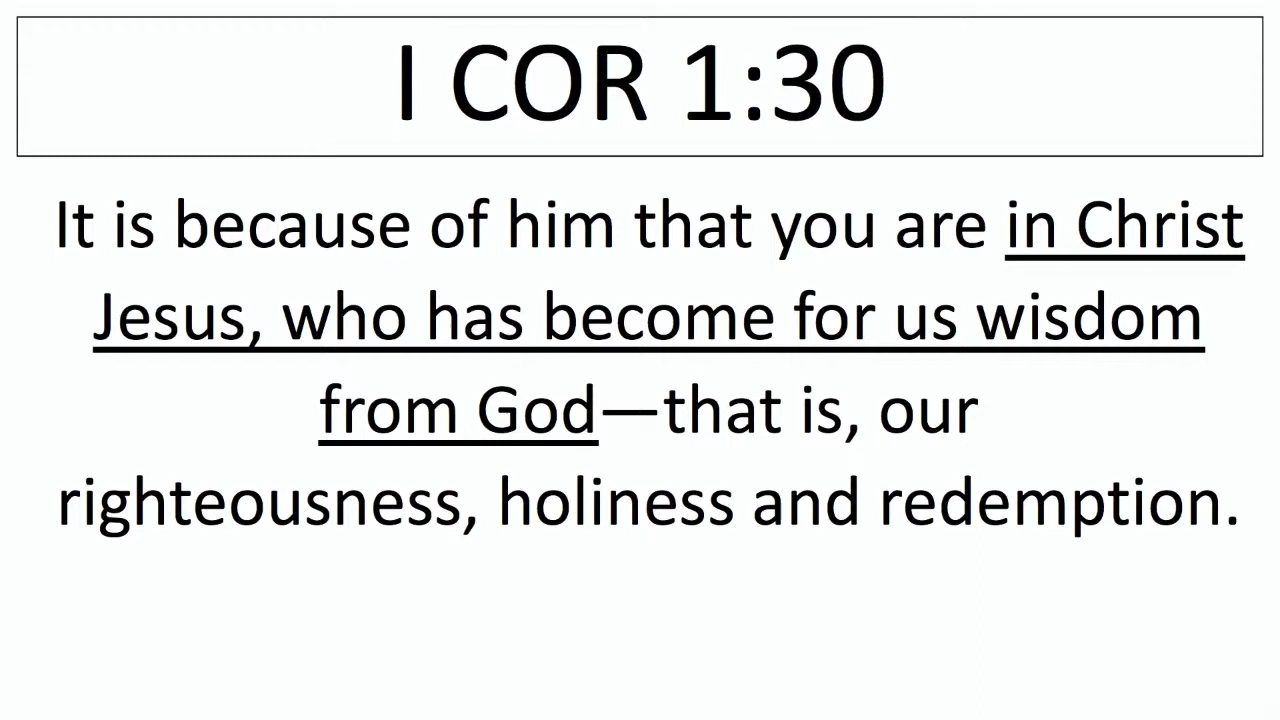 I COR 1:30
It is because of him that you are in Christ
Jesus, who has become for us wisdom
from God—that is, our
righteousness, holiness and redemption.